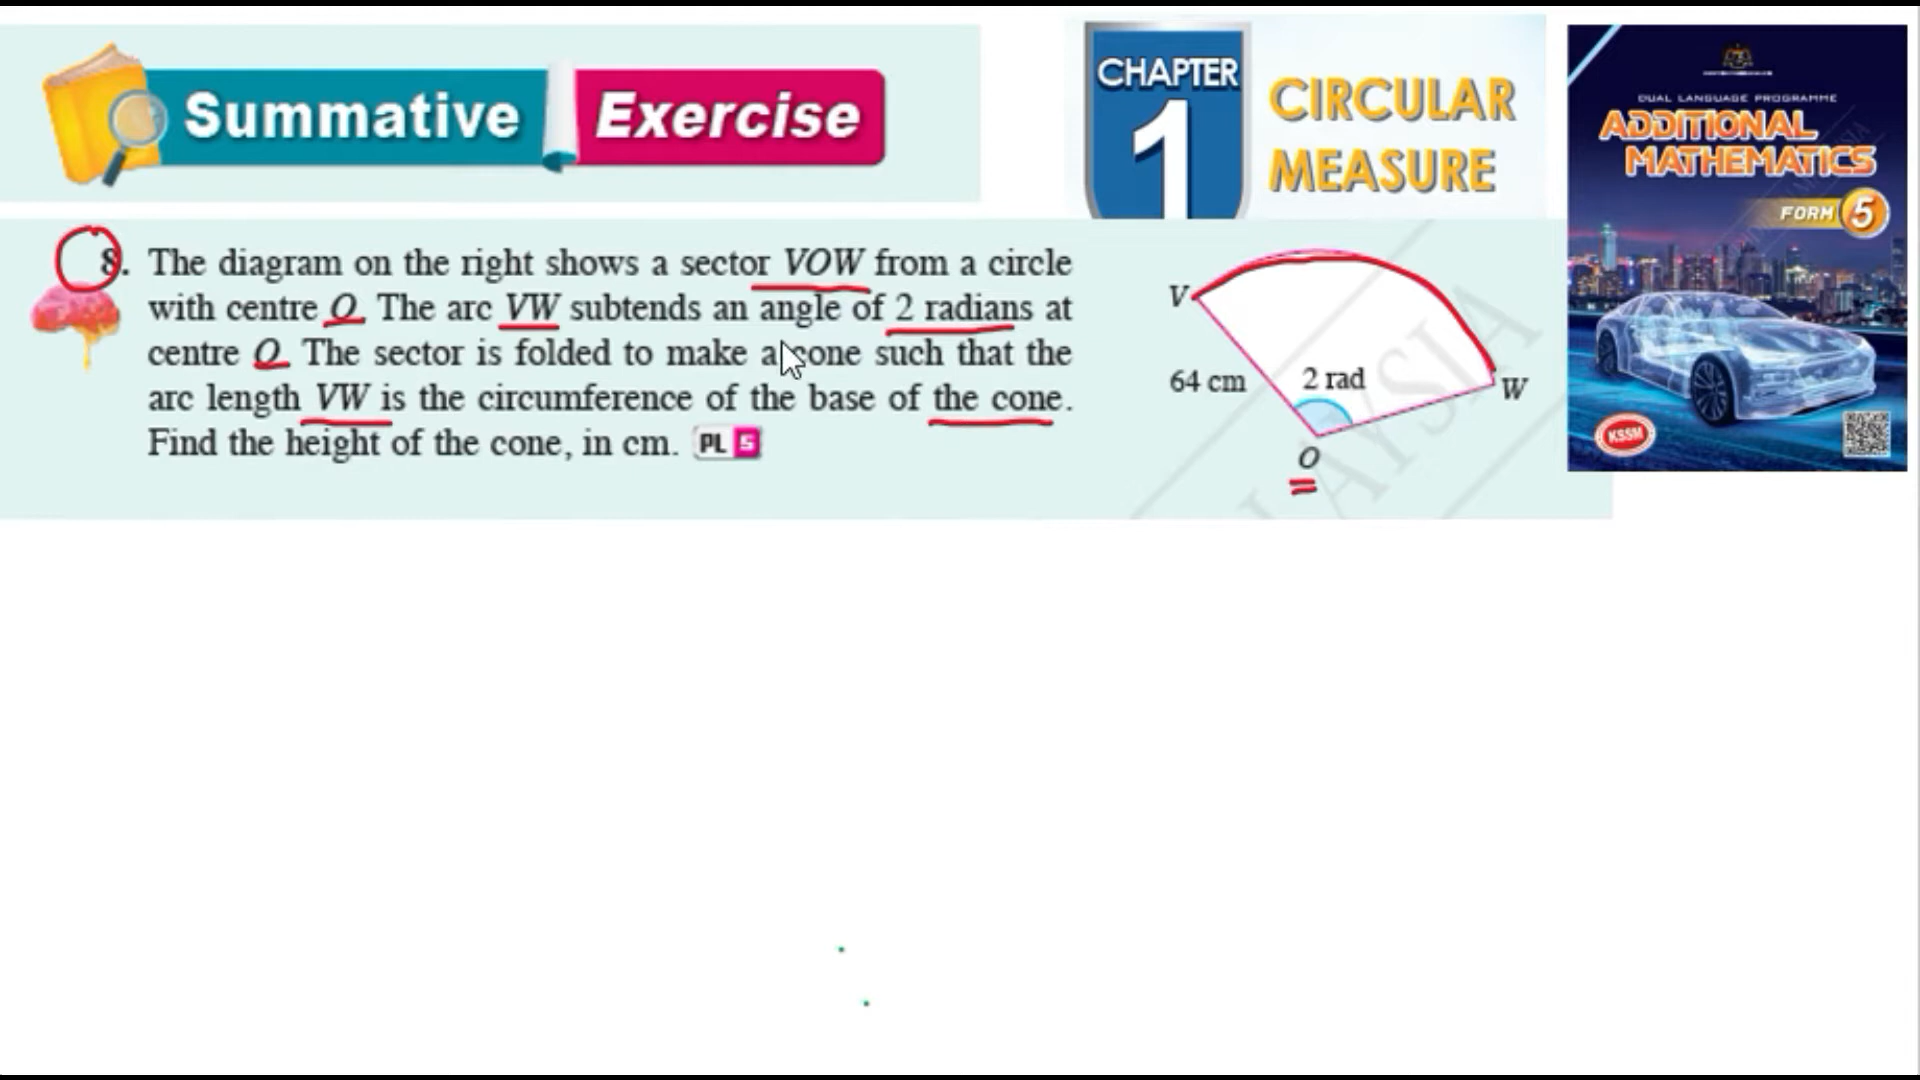 Summative Exercise
CHAPTER
1
CIRCULAR
MEASURE
DUAL LANGUAGE PROGRAMME
ADDITIONAL
MATHEMATICS
FORM 5
KSSM
8. The diagram on the right shows a sector VOW from a circle
with centre O. The arc VW subtends an angle of 2 radians at
centre O. The sector is folded to make a cone such that the
arc length VW is the circumference of the base of the cone.
Find the height of the cone, in cm. PL 5
V
64 cm
2 rad
W
O